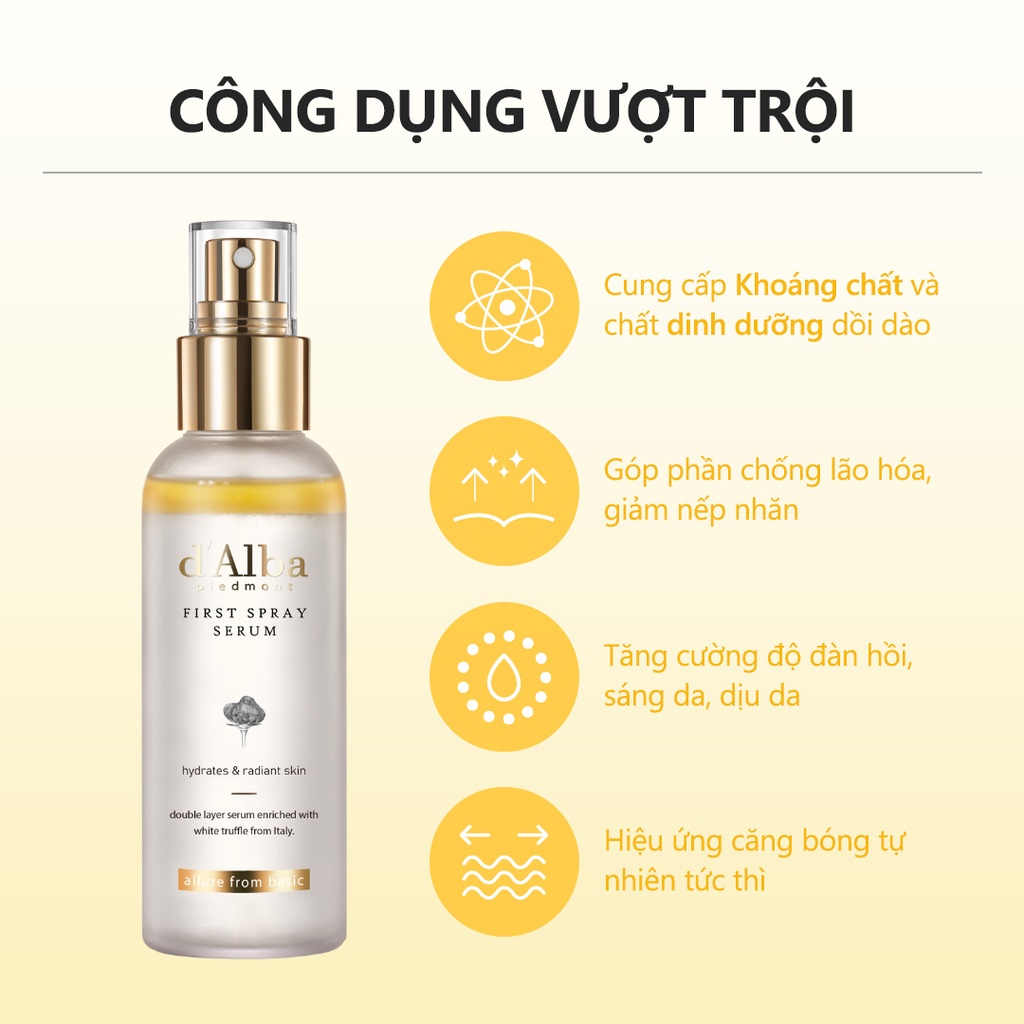 CÔNG DỤNG VƯỢT TRỘI
d'Alba
piedmont
FIRST SPRAY
SERUM
hydrates & radiant skin
double layer serum enriched with
white truffle from Italy.
allure from basic
Cung cấp Khoáng chất và
chất dinh dưỡng dồi dào
Góp phần chống lão hóa,
giảm nếp nhăn
Tăng cường độ đàn hồi,
sáng da, dịu da
Hiệu ứng căng bóng tự
nhiên tức thì